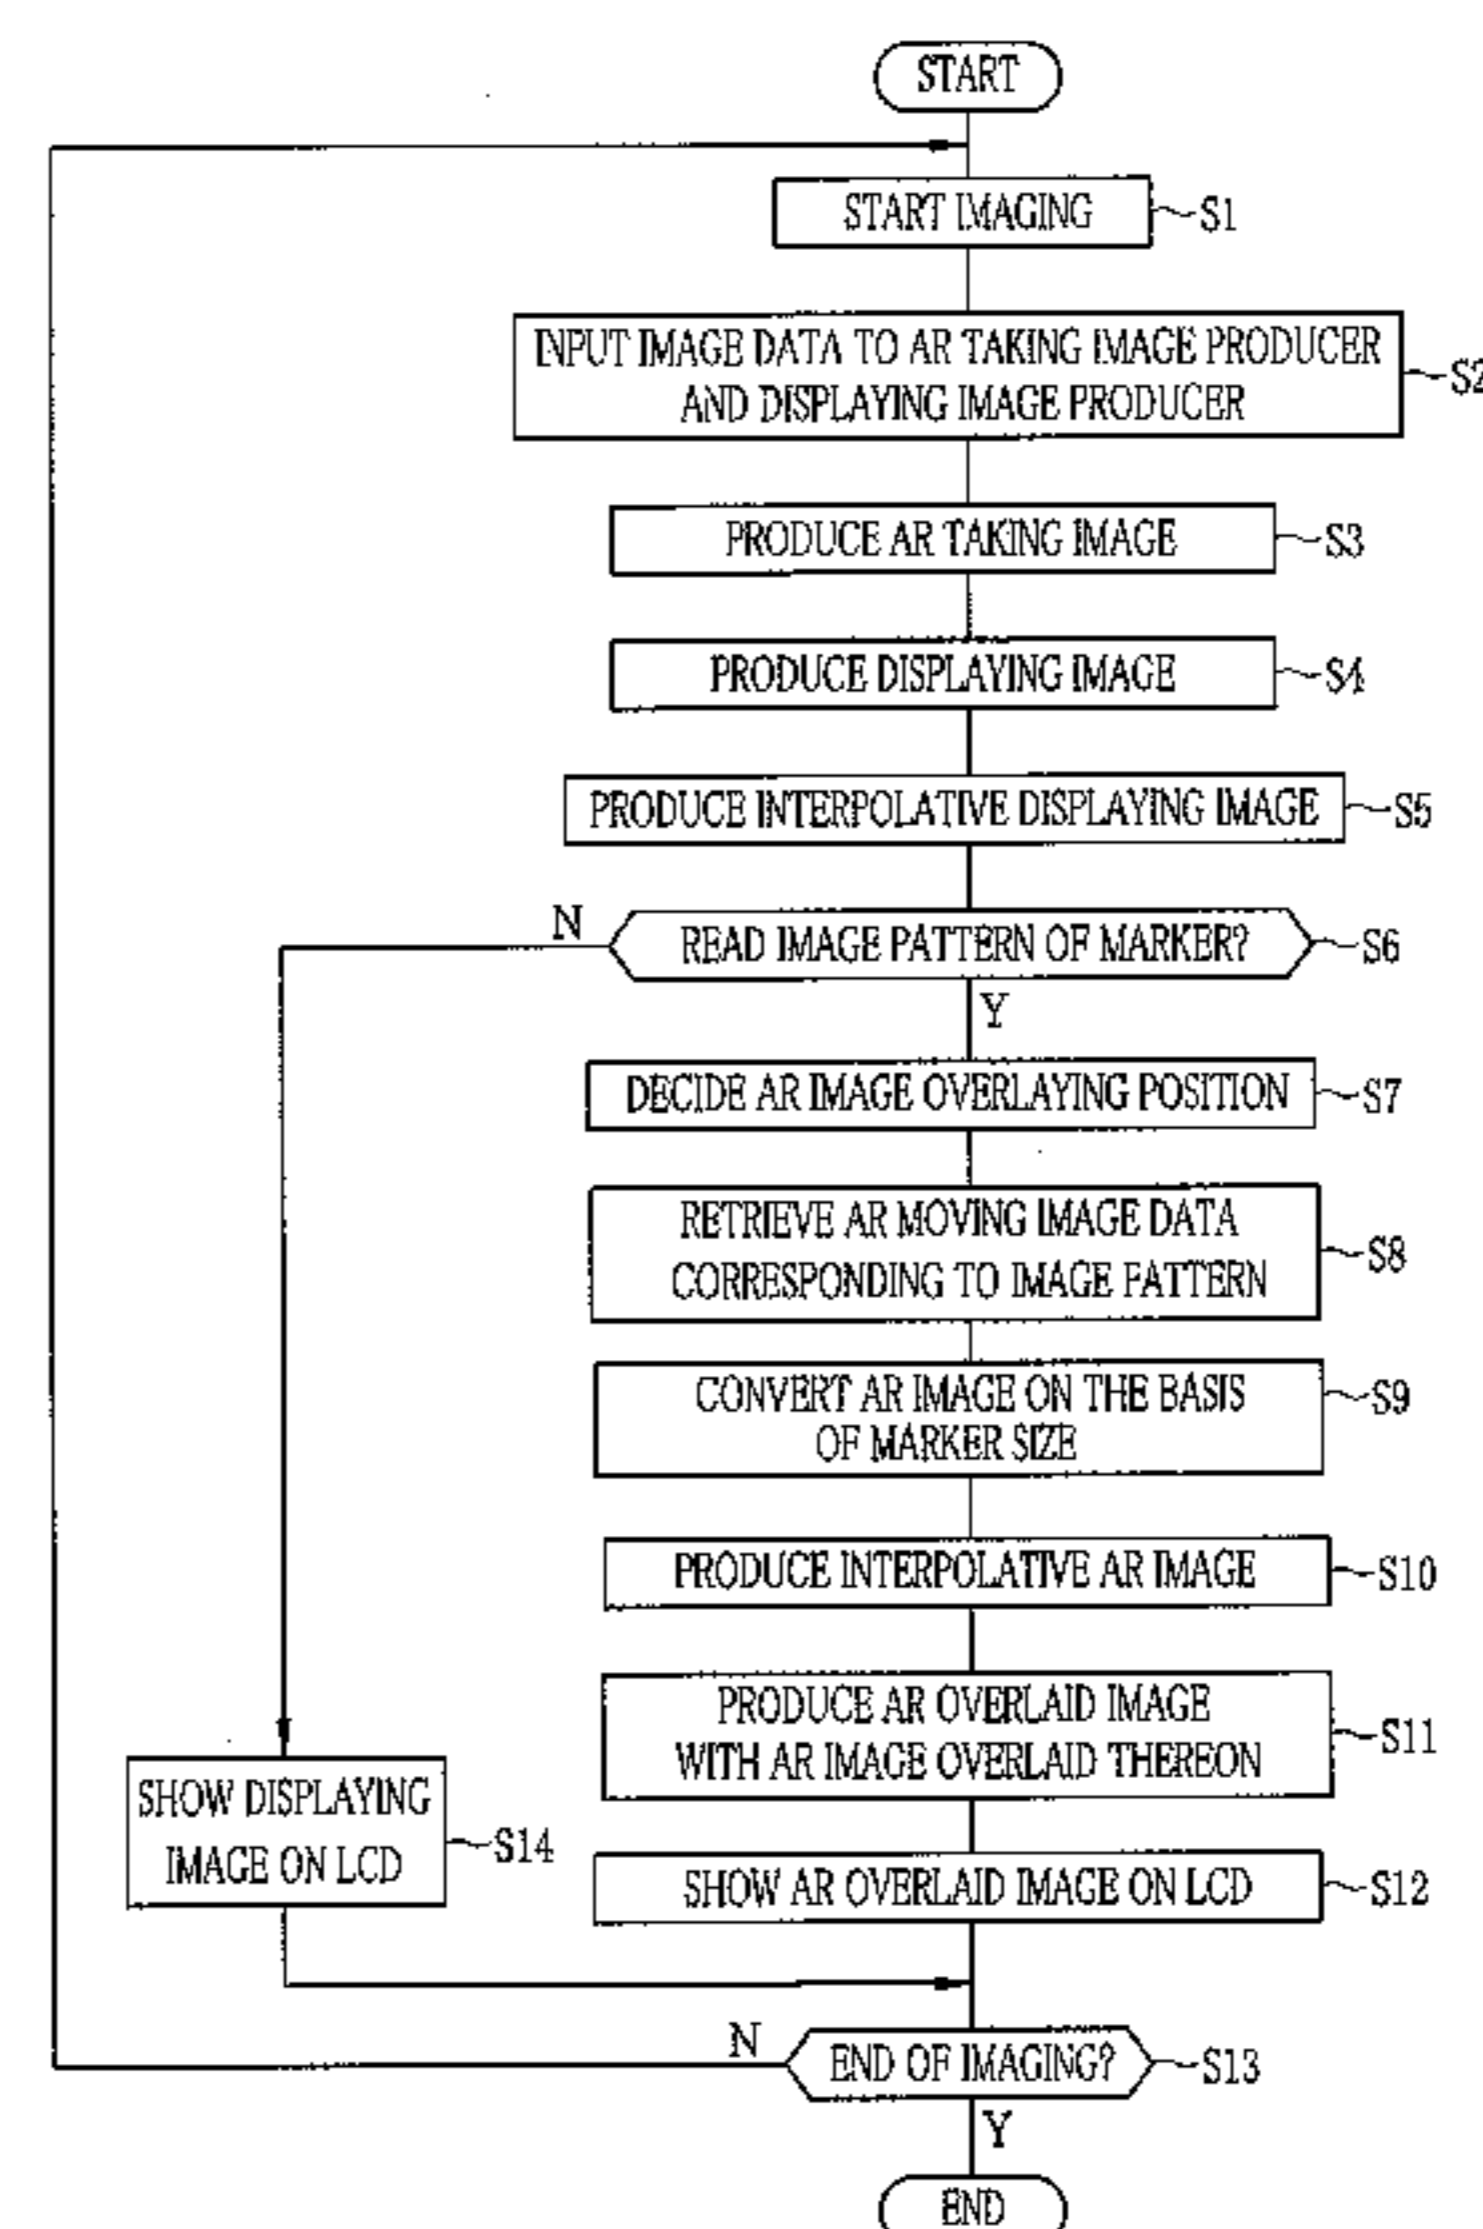 START
START IMAGING
S1
INPUT IMAGE DATA TO AR TAKING IMAGE PRODUCER
AND DISPLAYING IMAGE PRODUCER
S2
PRODUCE AR TAKING IMAGE
S3
PRODUCE DISPLAYING IMAGE
S4
PRODUCE INTERPOLATIVE DISPLAYING IMAGE
S5
N
READ IMAGE PATTERN OF MARKER?
S6
Y
DECIDE AR IMAGE OVERLAYING POSITION
S7
RETRIEVE AR MOVING IMAGE DATA
CORRESPONDING TO IMAGE PATTERN
S8
CONVERT AR IMAGE ON THE BASIS
OF MARKER SIZE
S9
PRODUCE INTERPOLATIVE AR IMAGE
S10
PRODUCE AR OVERLAID IMAGE
WITH AR IMAGE OVERLAID THEREON
S11
SHOW DISPLAYING
IMAGE ON LCD
S14
SHOW AR OVERLAID IMAGE ON LCD
S12
N
END OF IMAGING?
S13
Y
END